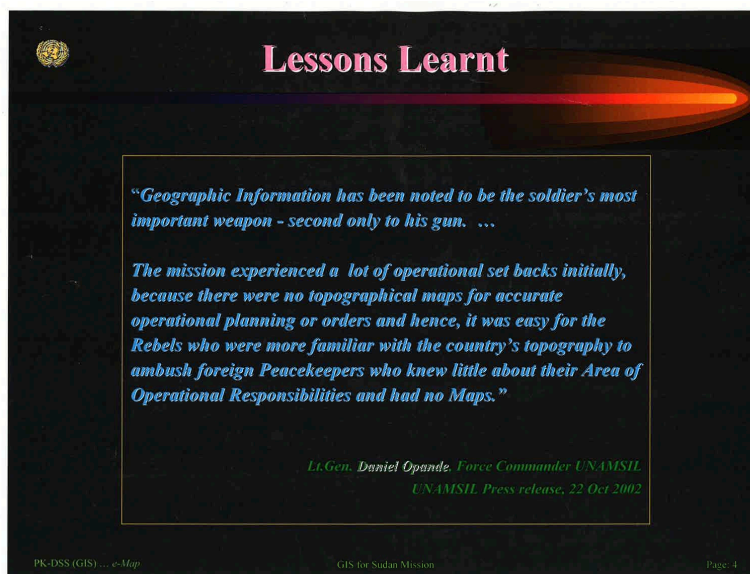 Lessons Learnt
“Geographic Information has been noted to be the soldier’s most
important weapon - second only to his gun. …
The mission experienced a lot of operational set backs initially,
because there were no topographical maps for accurate
operational planning or orders and hence, it was easy for the
Rebels who were more familiar with the country’s topography to
ambush foreign Peacekeepers who knew little about their Area of
Operational Responsibilities and had no Maps.”
Lt.Gen. Daniel Opande. Force Commander UNAMSIL
UNAMSIL Press release, 22 Oct 2002
PK-DSS (GIS) … e-Map GIS for Sudan Mission Page: 4